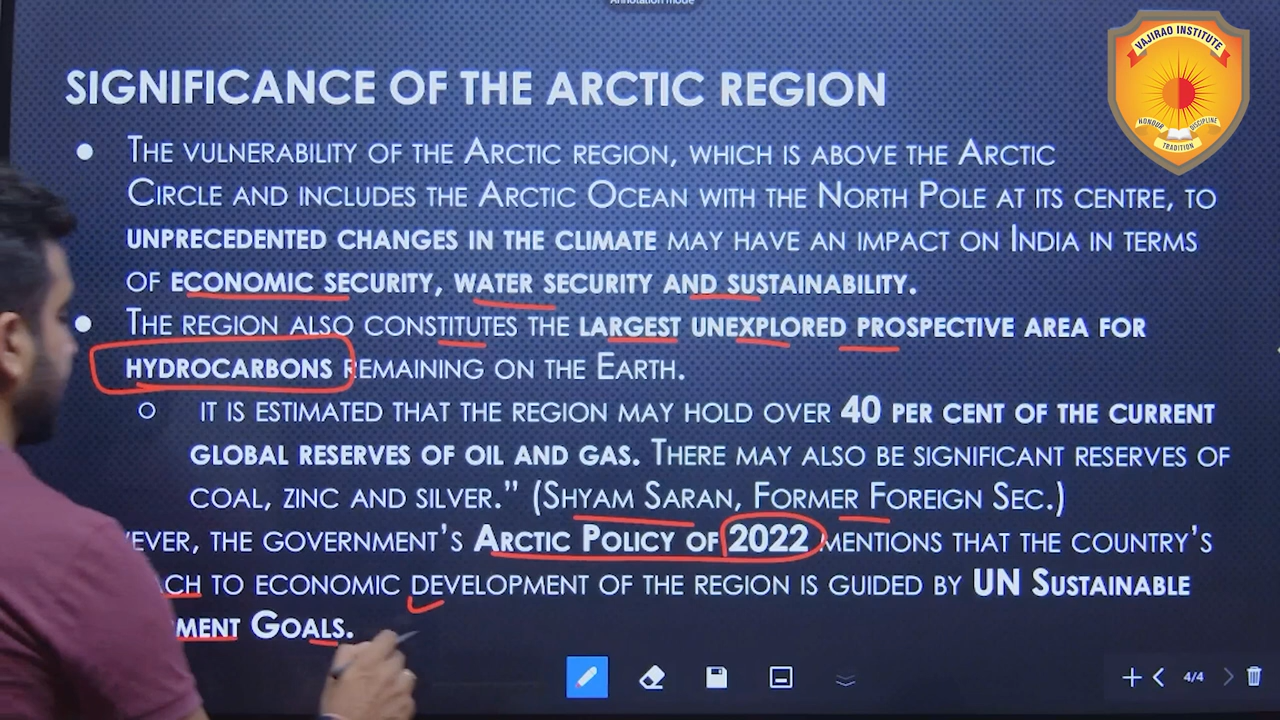 Annotation mode
VAJIRAO INSTITUTE
HONOUR
DISCIPLINE
TRADITION
SIGNIFICANCE OF THE ARCTIC REGION
● THE VULNERABILITY OF THE ARCTIC REGION, WHICH IS ABOVE THE ARCTIC
CIRCLE AND INCLUDES THE ARCTIC OCEAN WITH THE NORTH POLE AT ITS CENTRE, TO
UNPRECEDENTED CHANGES IN THE CLIMATE MAY HAVE AN IMPACT ON INDIA IN TERMS
OF ECONOMIC SECURITY, WATER SECURITY AND SUSTAINABILITY.
● THE REGION ALSO CONSTITUTES THE LARGEST UNEXPLORED PROSPECTIVE AREA FOR
HYDROCARBONS REMAINING ON THE EARTH.
○ IT IS ESTIMATED THAT THE REGION MAY HOLD OVER 40 PER CENT OF THE CURRENT
GLOBAL RESERVES OF OIL AND GAS. THERE MAY ALSO BE SIGNIFICANT RESERVES OF
COAL, ZINC AND SILVER.” (SHYAM SARAN, FORMER FOREIGN SEC.)
EVER, THE GOVERNMENT’S ARCTIC POLICY OF 2022 MENTIONS THAT THE COUNTRY’S
ACH TO ECONOMIC DEVELOPMENT OF THE REGION IS GUIDED BY UN SUSTAINABLE
MENT GOALS.
4/4